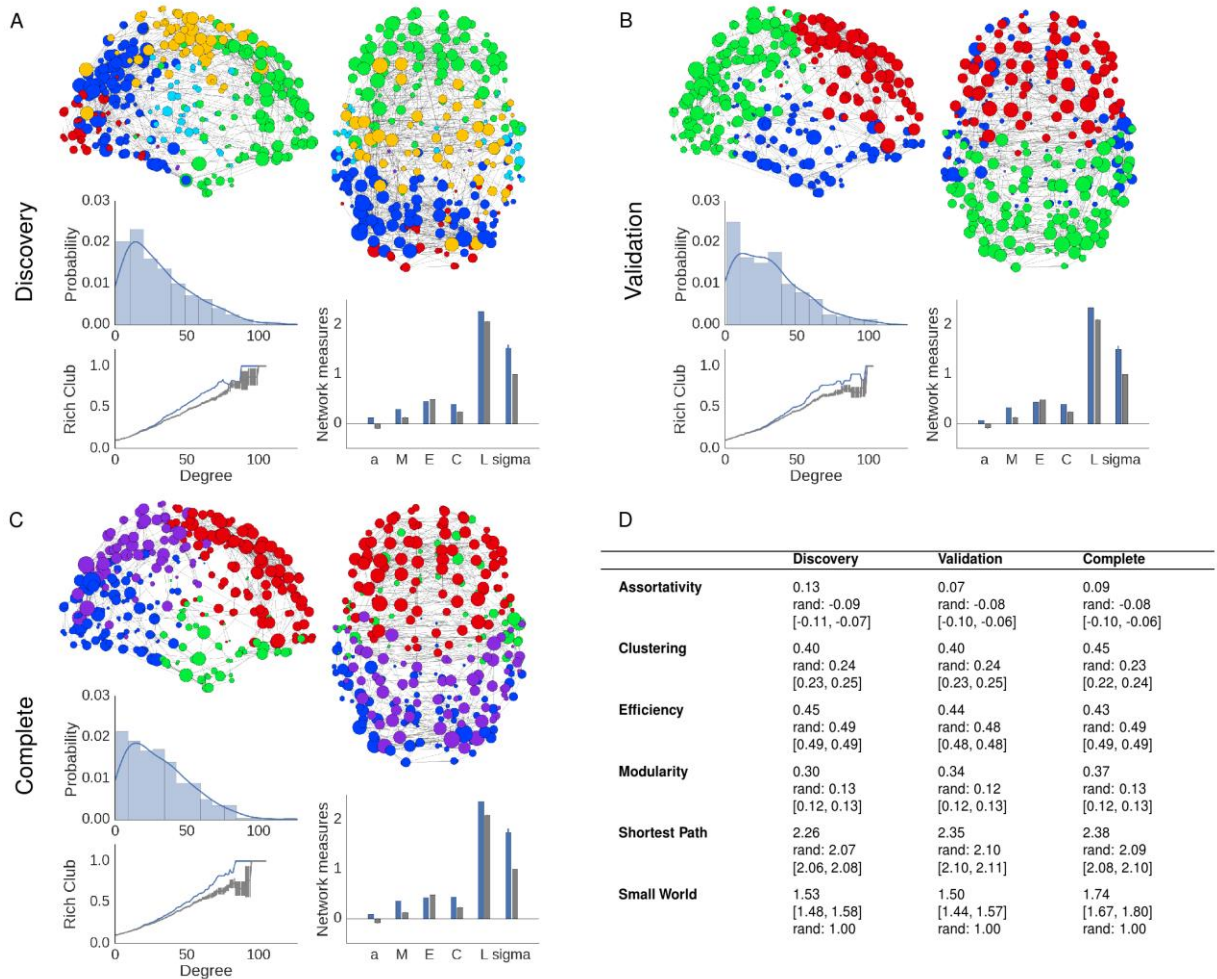 A
Discovery
0.03
0.02
0.01
0.00
Probability
0 50 100
1.0
0.5
0.0
Rich Club
0 50 100
Degree
2
1
0
Network measures
a M E C L sigma
B
Validation
0.03
0.02
0.01
0.00
Probability
0 50 100
1.0
0.5
0.0
Rich Club
0 50 100
Degree
2
1
0
Network measures
a M E C L sigma
C
Complete
0.03
0.02
0.01
0.00
Probability
0 50 100
1.0
0.5
0.0
Rich Club
0 50 100
Degree
2
1
0
Network measures
a M E C L sigma
D
Discovery Validation Complete
Assortativity 0.13 0.07 0.09
rand: -0.09 rand: -0.08 rand: -0.08
[-0.11, -0.07] [-0.10, -0.06] [-0.10, -0.06]
Clustering 0.40 0.40 0.45
rand: 0.24 rand: 0.24 rand: 0.23
[0.23, 0.25] [0.23, 0.25] [0.22, 0.24]
Efficiency 0.45 0.44 0.43
rand: 0.49 rand: 0.48 rand: 0.49
[0.49, 0.49] [0.48, 0.48] [0.49, 0.49]
Modularity 0.30 0.34 0.37
rand: 0.13 rand: 0.12 rand: 0.13
[0.12, 0.13] [0.12, 0.13] [0.12, 0.13]
Shortest Path 2.26 2.35 2.38
rand: 2.07 rand: 2.10 rand: 2.09
[2.06, 2.08] [2.10, 2.11] [2.08, 2.10]
Small World 1.53 1.50 1.74
[1.48, 1.58] [1.44, 1.57] [1.67, 1.80]
rand: 1.00 rand: 1.00 rand: 1.00